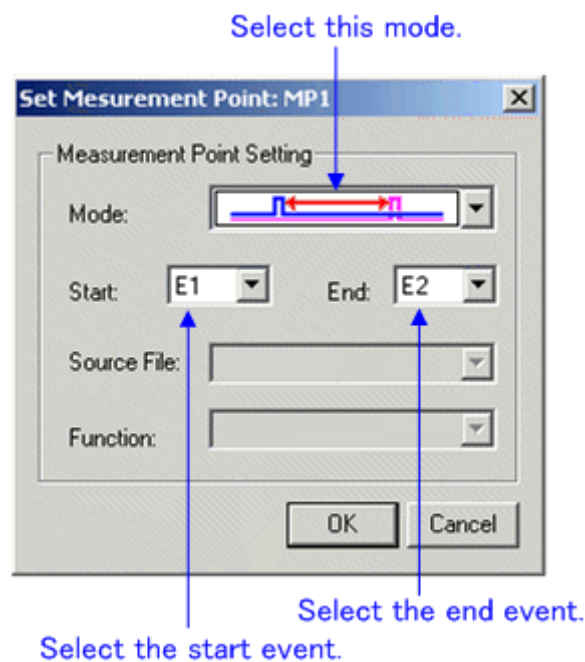 Select this mode.
Set Mesurement Point: MP1
Measurement Point Setting
Mode:
Start: E1 End: E2
Source File:
Function:
OK Cancel
Select the end event.
Select the start event.